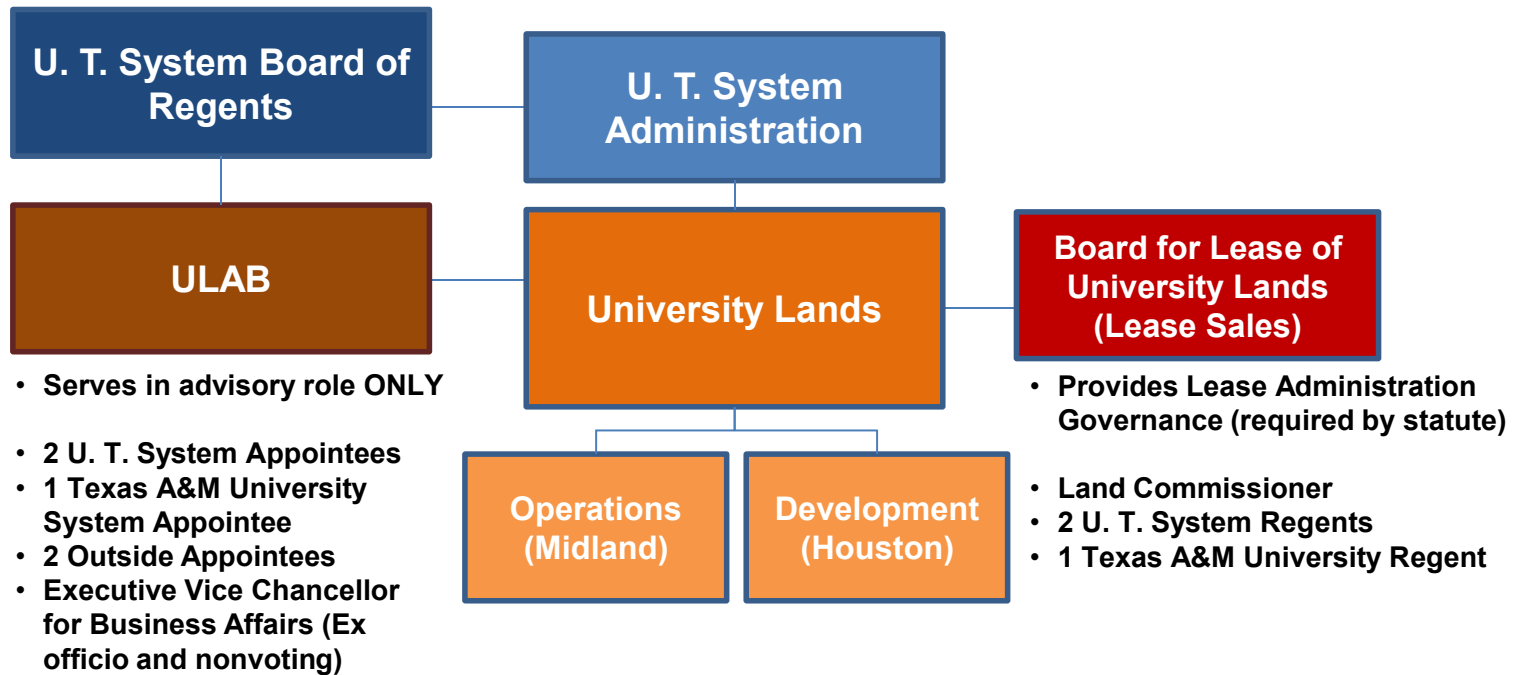 U. T. System Board of
Regents
U. T. System
Administration
ULAB
University Lands
Board for Lease of
University Lands
(Lease Sales)
• Serves in advisory role ONLY
• 2 U. T. System Appointees
• 1 Texas A&M University
System Appointee
• 2 Outside Appointees
• Executive Vice Chancellor
for Business Affairs (Ex
officio and nonvoting)
Operations
(Midland)
Development
(Houston)
• Provides Lease Administration
Governance (required by statute)
• Land Commissioner
• 2 U. T. System Regents
• 1 Texas A&M University Regent